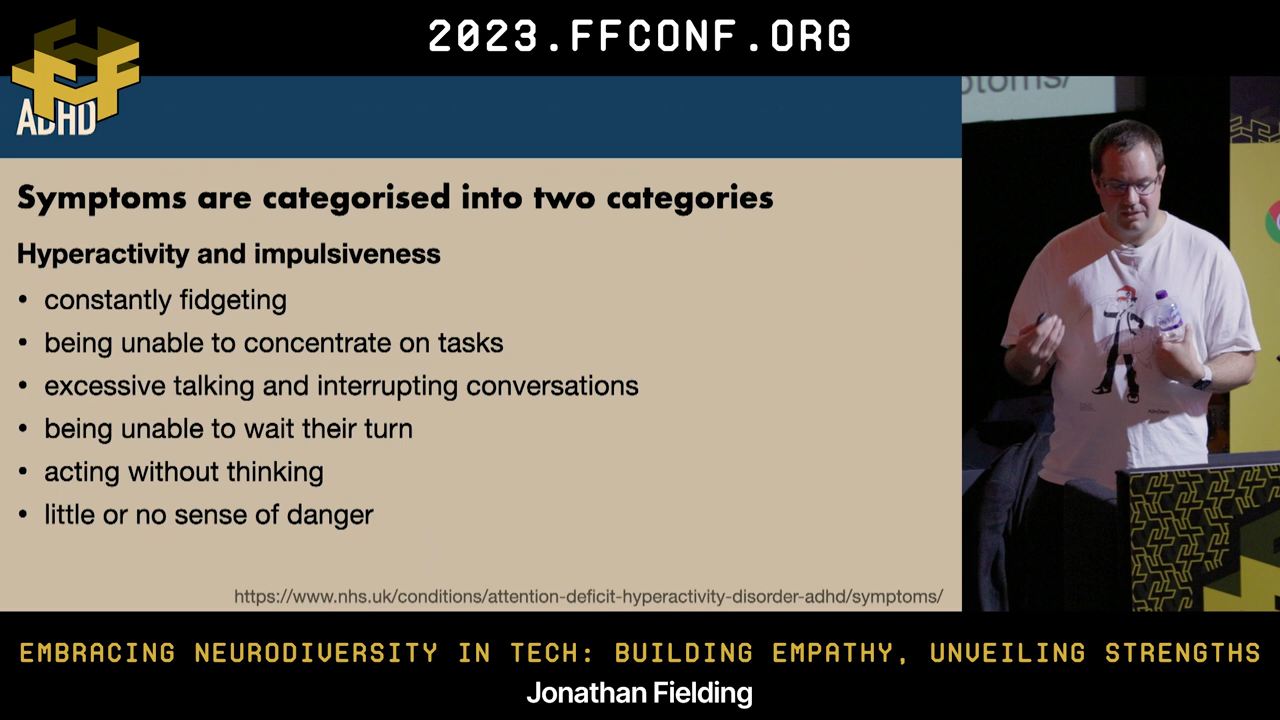 2023.FFCONF.ORG
ADHD
Symptoms are categorised into two categories
Hyperactivity and impulsiveness
• constantly fidgeting
• being unable to concentrate on tasks
• excessive talking and interrupting conversations
• being unable to wait their turn
• acting without thinking
• little or no sense of danger
https://www.nhs.uk/conditions/attention-deficit-hyperactivity-disorder-adhd/symptoms/
EMBRACING NEURODIVERSITY IN TECH: BUILDING EMPATHY, UNVEILING STRENGTHS
Jonathan Fielding